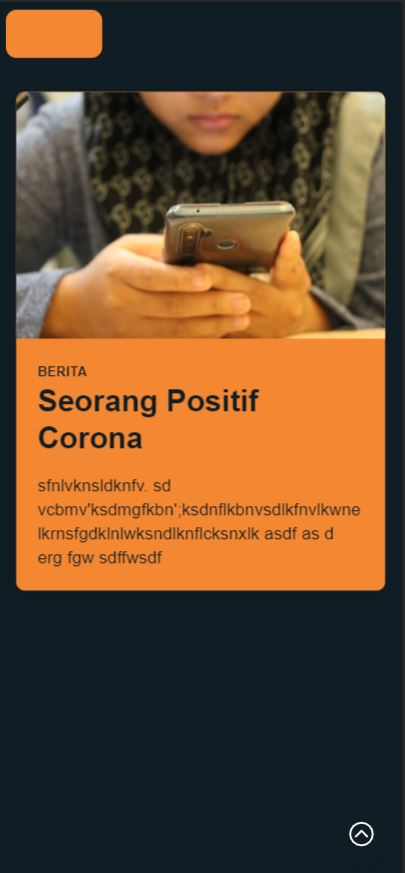 BERITA
Seorang Positif
Corona
sfnlvknsldknfv. sd
vcbmv'ksdmgfkbn';ksdnflkbnvsdlkfnvlkwne
lkrnsfgdklnlwksndlknflcksnxlk asdf as d
erg fgw sdffwsdf